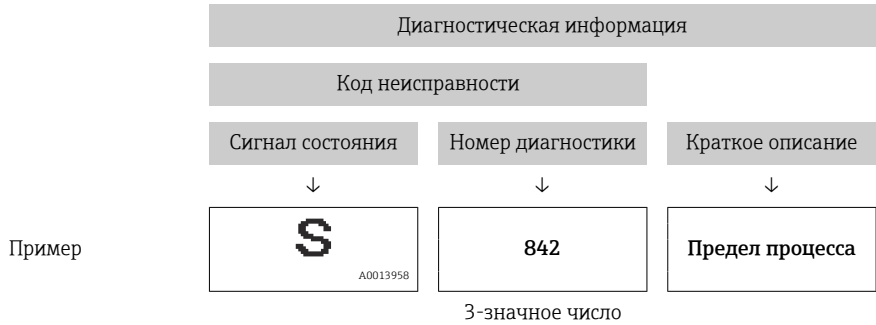 Диагностическая информация
Код неисправности
Сигнал состояния Номер диагностики Краткое описание
↓ ↓ ↓
Пример S 842 Предел процесса
A0013958
3-значное число